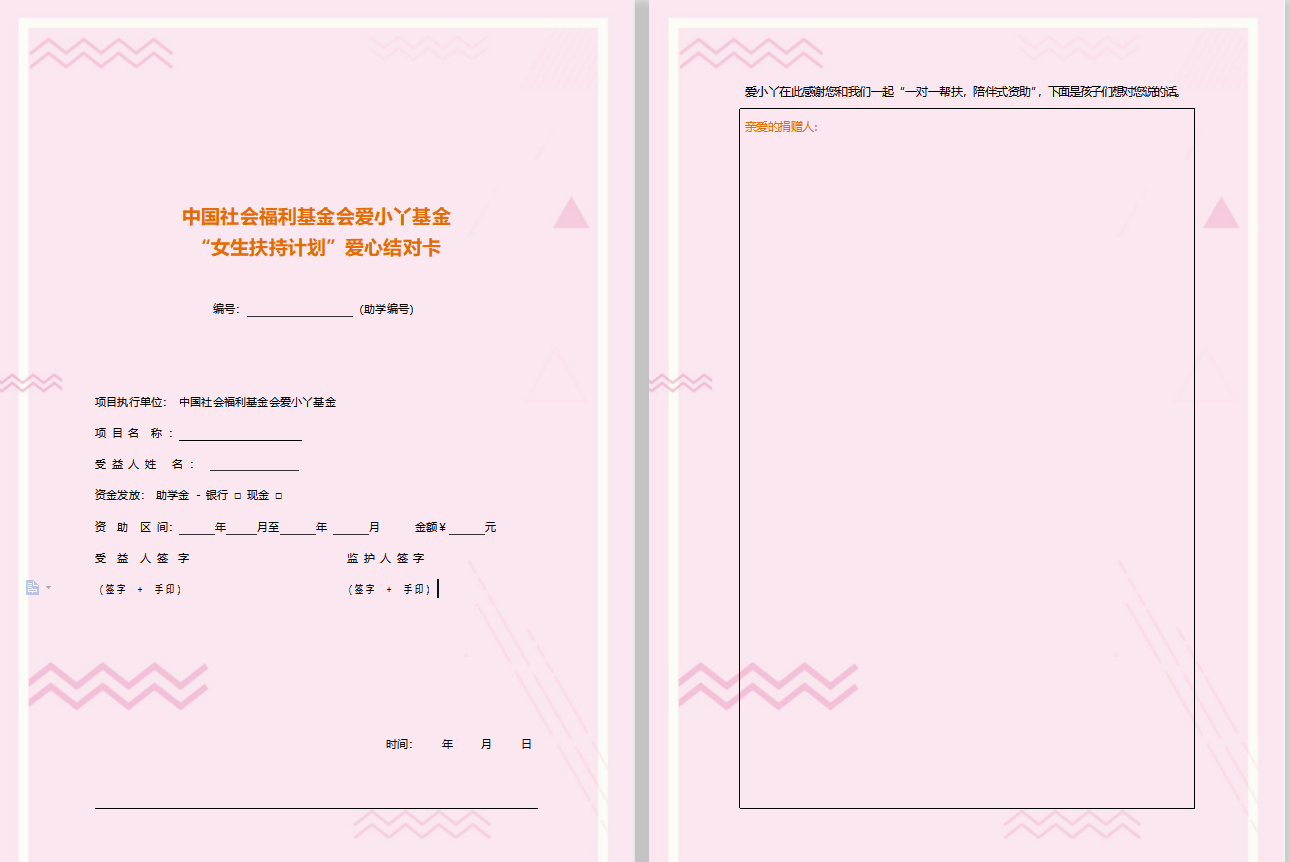 中国社会福利基金会爱小丫基金
“女生扶持计划”爱心结对卡
编号：________________（助学编号）
项目执行单位： 中国社会福利基金会爱小丫基金
项 目 名 称 ：____________________
受 益 人 姓 名 ： ______________
资金发放： 助学金 - 银行 □ 现金 □
资 助 区 间：______年_____月至______年 ______月 金额￥______元
受 益 人 签 字 监 护 人 签 字
（签字 + 手印） （签字 + 手印）
时间： 年 月 日
爱小丫在此感谢您和我们一起“一对一帮扶，陪伴式资助”，下面是孩子们想对您说的话。
亲爱的捐赠人：